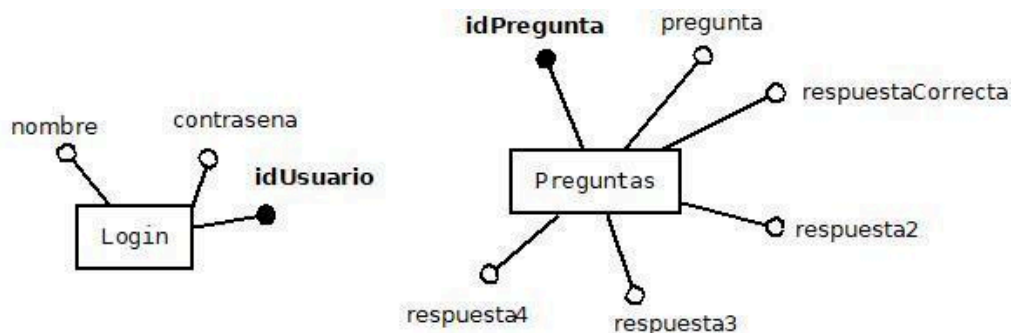 nombre
contrasena
idUsuario
Login
idPregunta
pregunta
respuestaCorrecta
Preguntas
respuesta2
respuesta4
respuesta3